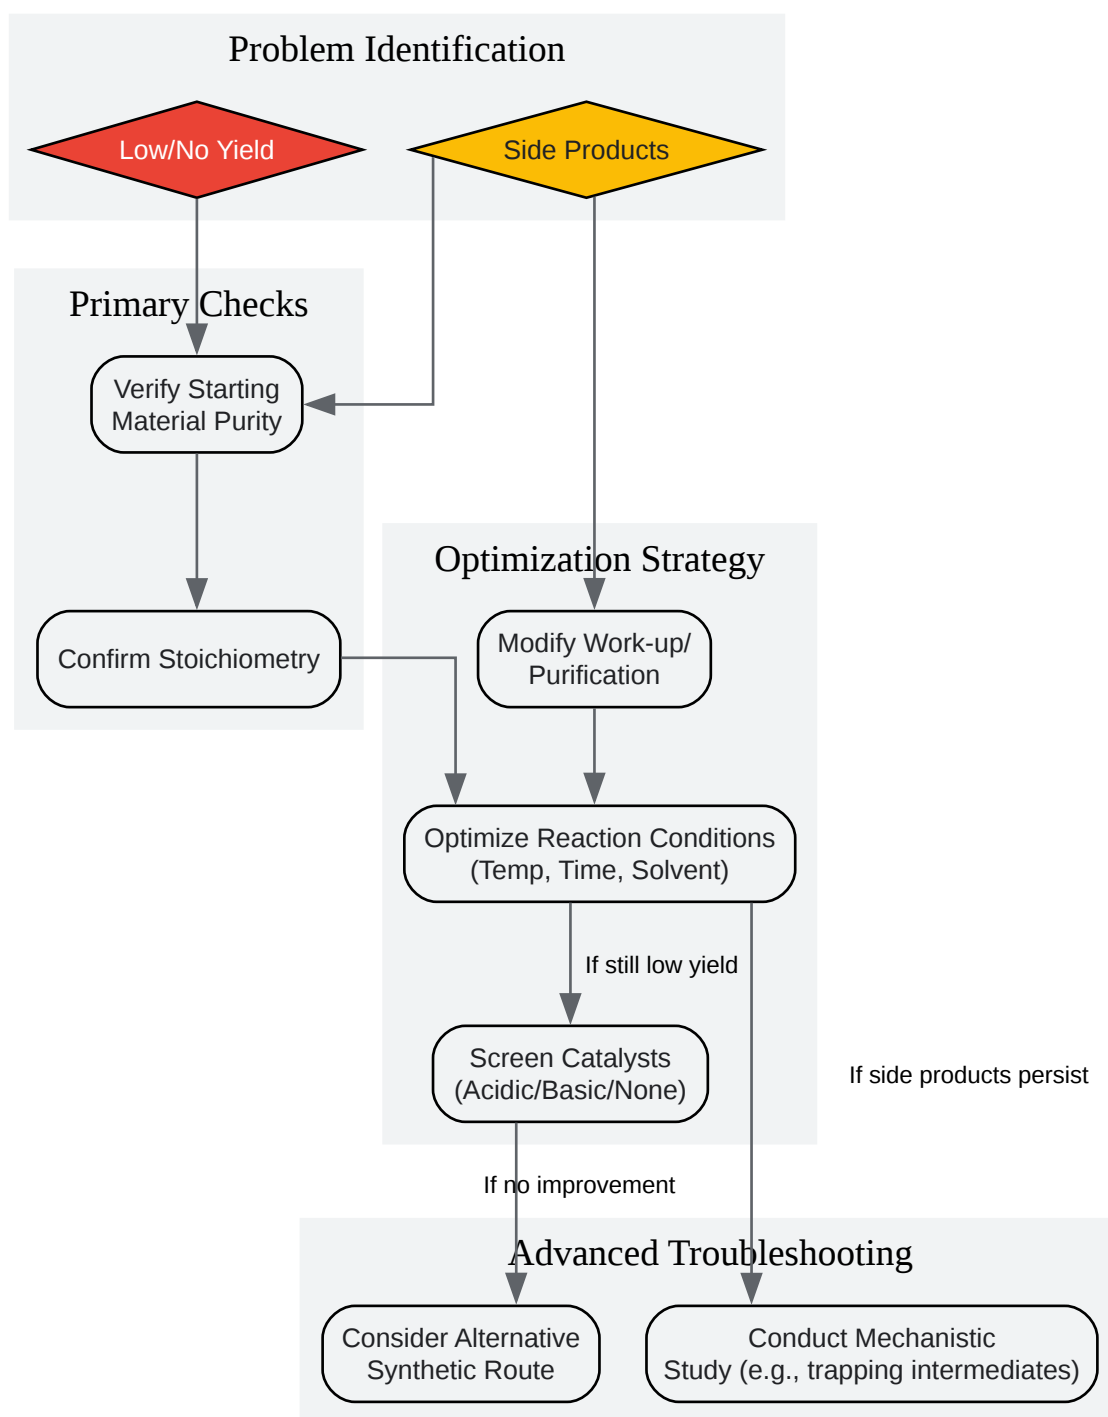 Problem Identification
Low/No Yield
Side Products
Primary Checks
Verify Starting
Material Purity
Confirm Stoichiometry
Optimization Strategy
Modify Work-up/
Purification
Optimize Reaction Conditions
(Temp, Time, Solvent)
If still low yield
Screen Catalysts
(Acidic/Basic/None)
If side products persist
If no improvement
Advanced Troubleshooting
Consider Alternative
Synthetic Route
Conduct Mechanistic
Study (e.g., trapping intermediates)